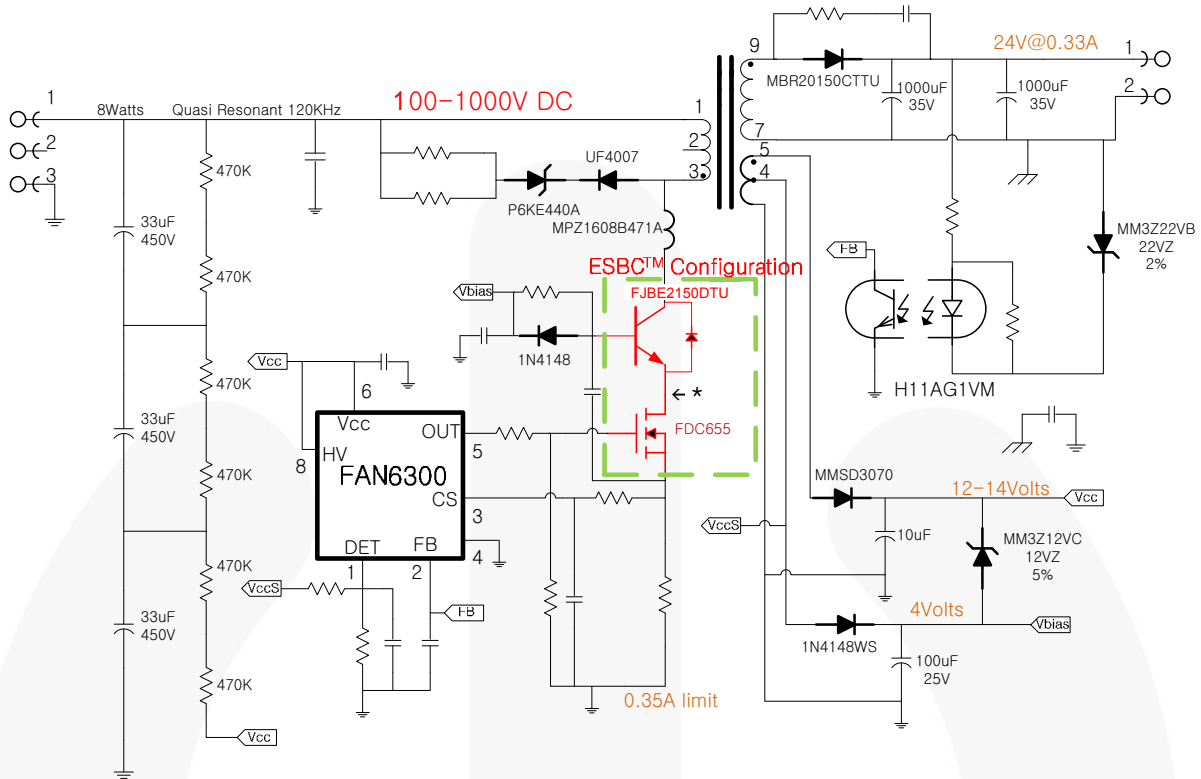 9
24V@0.33A
1
MBR20150CTTU
1000uF
35V
1000uF
35V
2
1
8Watts
Quasi Resonant 120KHz
100-1000V DC
1
2
3
7
5
4
2
3
470K
UF4007
P6KE440A
MPZ1608B471A
33uF
450V
MM3Z22VB
22VZ
2%
FB
ESBC™ Configuration
FJBE2150DTU
470K
Vbias
1N4148
H11AG1VM
Vcc
470K
← *
6
Vcc
OUT
5
FDC655
33uF
450V
8
HV
FAN6300
470K
CS
3
MMSD3070
12-14Volts
Vcc
VccS
10uF
MM3Z12VC
12VZ
5%
4
DET
FB
1
2
470K
VccS
FB
33uF
450V
4Volts
Vbias
1N4148WS
100uF
25V
470K
0.35A limit
Vcc